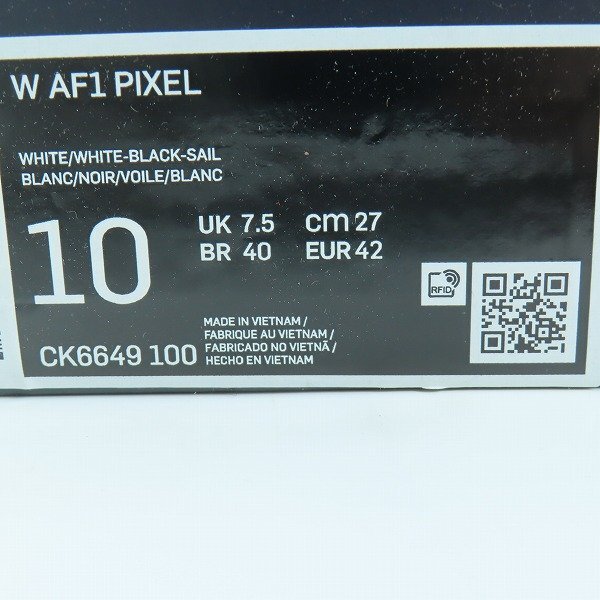 W AF1 PIXEL
WHITE/WHITE-BLACK-SAIL
BLANC/NOIR/VOILE/BLANC
10
UK 7.5 cm 27
BR 40 EUR 42
RFID
MADE IN VIETNAM /
FABRIQUE AU VIETNAM /
FABRICADO NO VIETNÃ /
HECHO EN VIETNAM
CK6649 100